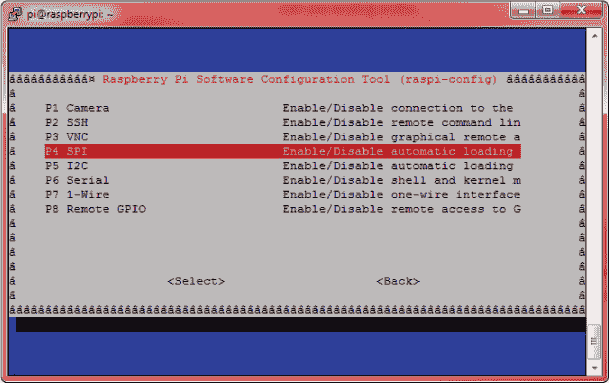 pi@raspberrypi: ~
áááááááááááá¤ Raspberry Pi Software Configuration Tool (raspi-config) ááááááááááá
á á
á P1 Camera Enable/Disable connection to the á
á P2 SSH Enable/Disable remote command lin á
á P3 VNC Enable/Disable graphical remote a á
á P4 SPI Enable/Disable automatic loading á
á P5 I2C Enable/Disable automatic loading á
á P6 Serial Enable/Disable shell and kernel m á
á P7 1-Wire Enable/Disable one-wire interface á
á P8 Remote GPIO Enable/Disable remote access to G á
á á
á á
á á
á á
á <Select> <Back> á
á á
ááááááááááááááááááááááááááááááááááááááááááááááááááááááááááááááááááááááááááááááá